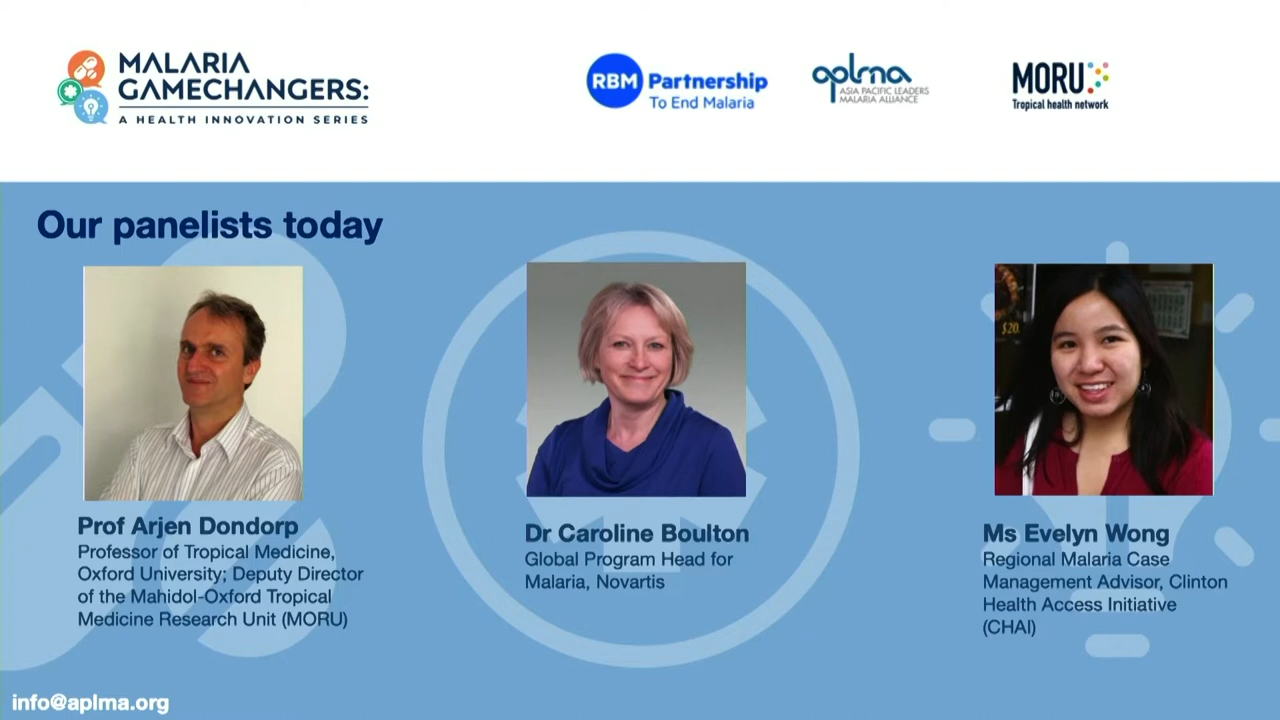 MALARIA
GAMECHANGERS:
A HEALTH INNOVATION SERIES
RBM Partnership
To End Malaria
aplma
ASIA PACIFIC LEADERS
MALARIA ALLIANCE
MORU
Tropical health network
Our panelists today
$20
Prof Arjen Dondorp
Professor of Tropical Medicine,
Oxford University; Deputy Director
of the Mahidol-Oxford Tropical
Medicine Research Unit (MORU)
Dr Caroline Boulton
Global Program Head for
Malaria, Novartis
Ms Evelyn Wong
Regional Malaria Case
Management Advisor, Clinton
Health Access Initiative
(CHAI)
info@aplma.org